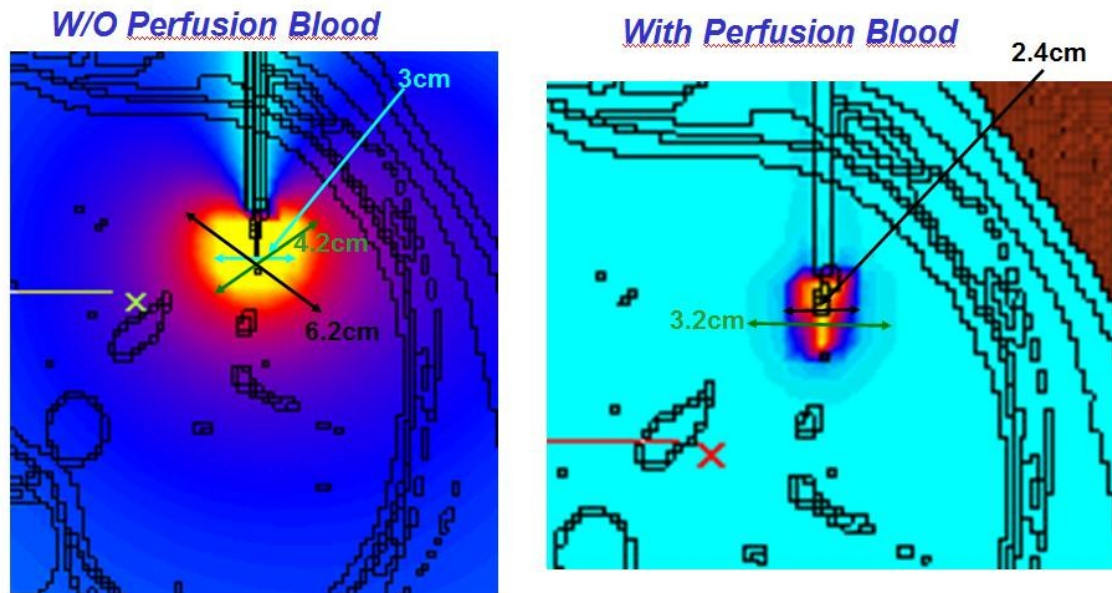 W/O Perfusion Blood
3cm
4.2cm
6.2cm
With Perfusion Blood
2.4cm
3.2cm